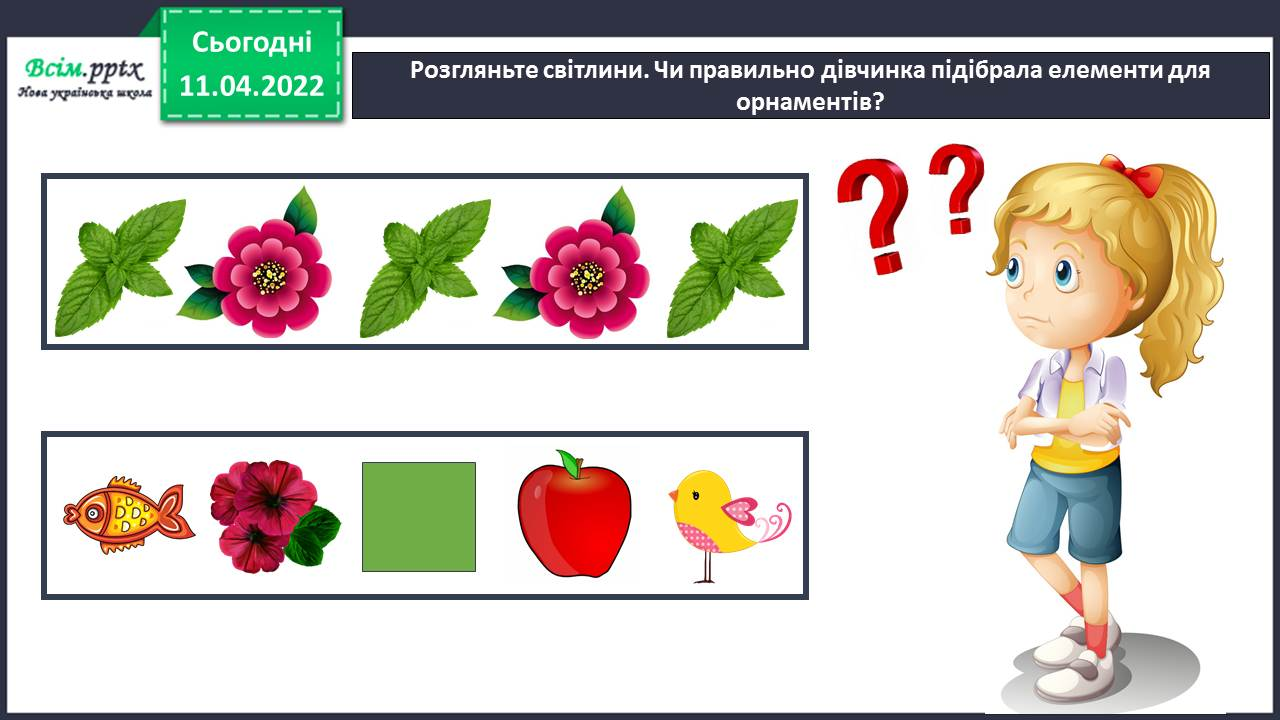 Всім.pptx
Нова українська школа
Сьогодні
11.04.2022
Розгляньте світлини. Чи правильно дівчинка підібрала елементи для
орнаментів?